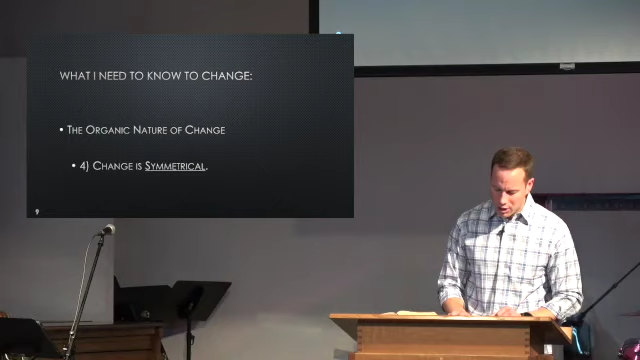 WHAT I NEED TO KNOW TO CHANGE:
• THE ORGANIC NATURE OF CHANGE
• 4) CHANGE IS SYMMETRICAL.
9